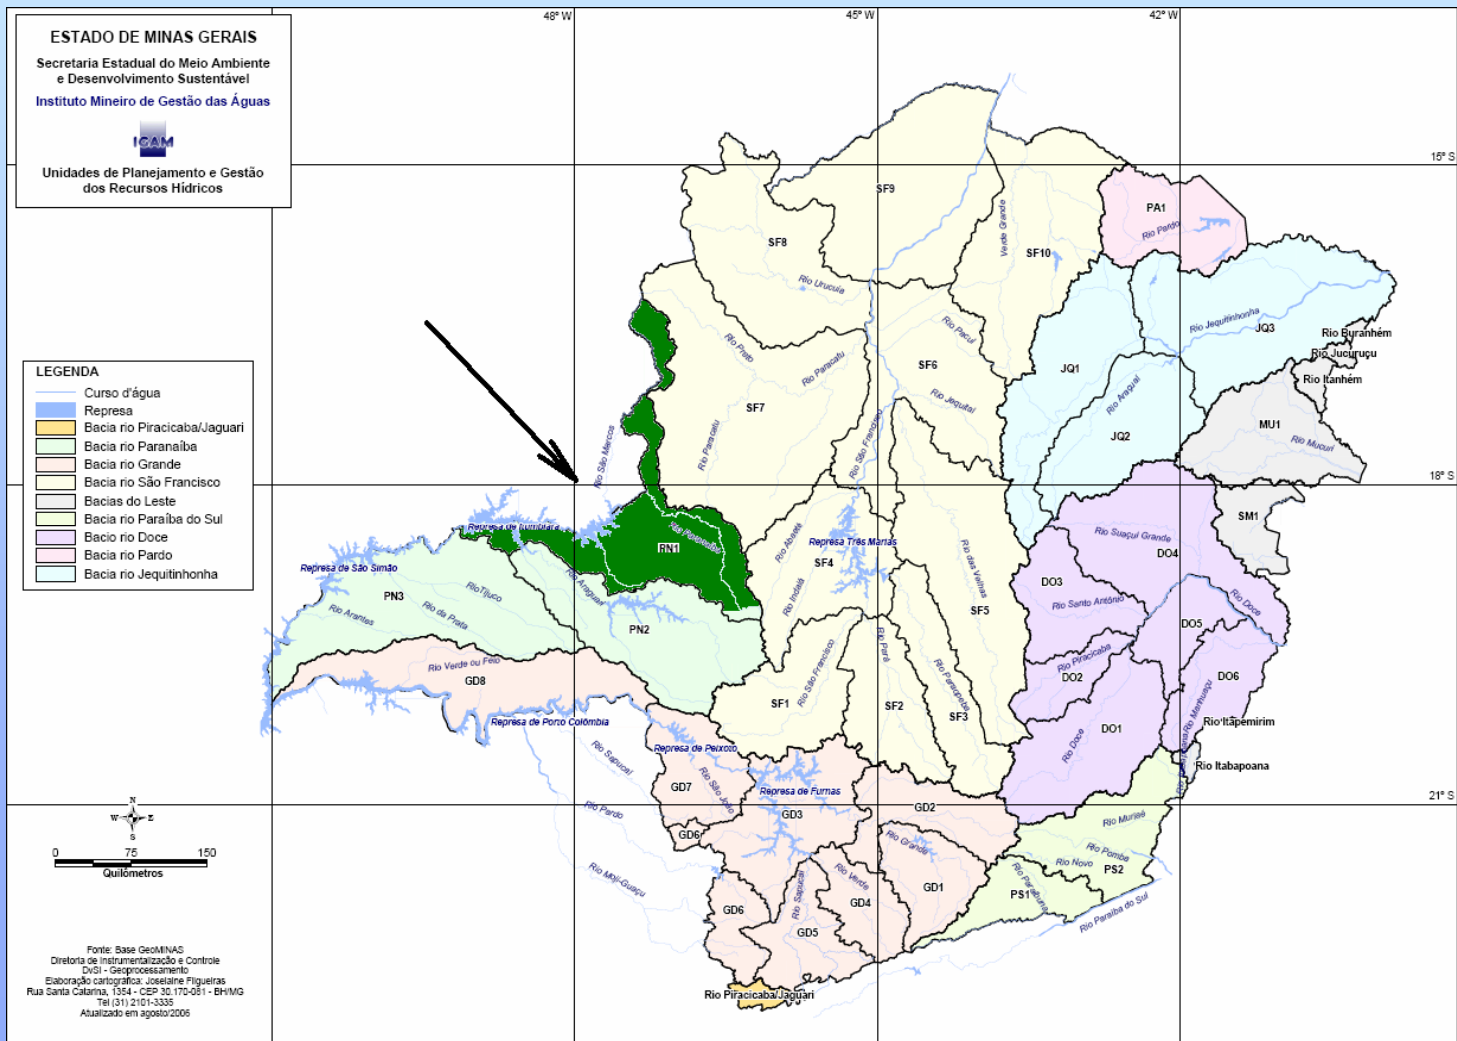 48° W
45° W
42° W
ESTADO DE MINAS GERAIS
Secretaria Estadual do Meio Ambiente
e Desenvolvimento Sustentável
Instituto Mineiro de Gestão das Águas
IGAM
Unidades de Planejamento e Gestão
dos Recursos Hídricos
15° S
18° S
21° S
SF9
SF8
SF10
PA1
Rio Pardo
Verde Grande
Rio Urucuia
Rio Jequitinhonha
JQ3
Rio Buranhém
Rio Jucuruçu
Rio Itanhém
Rio Preto
Rio Paracatu
Rio Pacuí
SF6
JQ1
Rio Araçuaí
Rio Jequitaí
SF7
Rio Paracatu
Rio São Francisco
JQ2
MU1
Rio Mucuri
Rio São Marcos
SM1
LEGENDA
Curso d'água
Represa
Bacia rio Piracicaba/Jaguari
Bacia rio Paranaíba
Bacia rio Grande
Bacia rio São Francisco
Bacias do Leste
Bacia rio Paraíba do Sul
Bacio rio Doce
Bacia rio Pardo
Bacia rio Jequitinhonha
RN1
Rio Abaeté
Represa Três Marias
SF4
Rio Indaiá
Rio das Velhas
Rio Suaçuí Grande
DO4
DO3
Rio Santo Antônio
Represa de São Simão
PN3
Rio Tijuco
Rio Araguari
Rio da Prata
Rio Arantes
PN2
SF5
Rio Doce
DO5
Rio Pará
Rio Piracicaba
Rio Verde ou Feio
GD8
Rio São Francisco
Rio Paraopeba
DO2
Rio Manhuaçu
DO6
SF1
SF2
SF3
DO1
Rio Doce
Rio Itapemirim
Represa de Porto Colômbia
Represa de Peixoto
Rio Sapucaí
Rio São João
Rio Itabapoana
GD7
Represa de Furnas
GD3
GD2
Rio Pardo
GD6
Rio Grande
Rio Muriaé
Rio Pomba
Rio Novo
PS2
Rio Moji-Guaçu
Rio Verde
Rio Sapucaí
GD1
PS1
Rio Paraibuna
Rio Paraíba do Sul
GD6
GD4
GD5
Rio Piracicaba/Jaguari
N
W
E
S
0 75 150
Quilômetros
Fonte: Base GeoMINAS
Diretoria de Instrumentalização e Controle
DvSI - Geoprocessamento
Elaboração cartográfica: Joselaine Filgueiras
Rua Santa Catarina, 1354 - CEP 30.170-081 - BH/MG
Tel (31) 2101-3335
Atualizado em agosto/2006